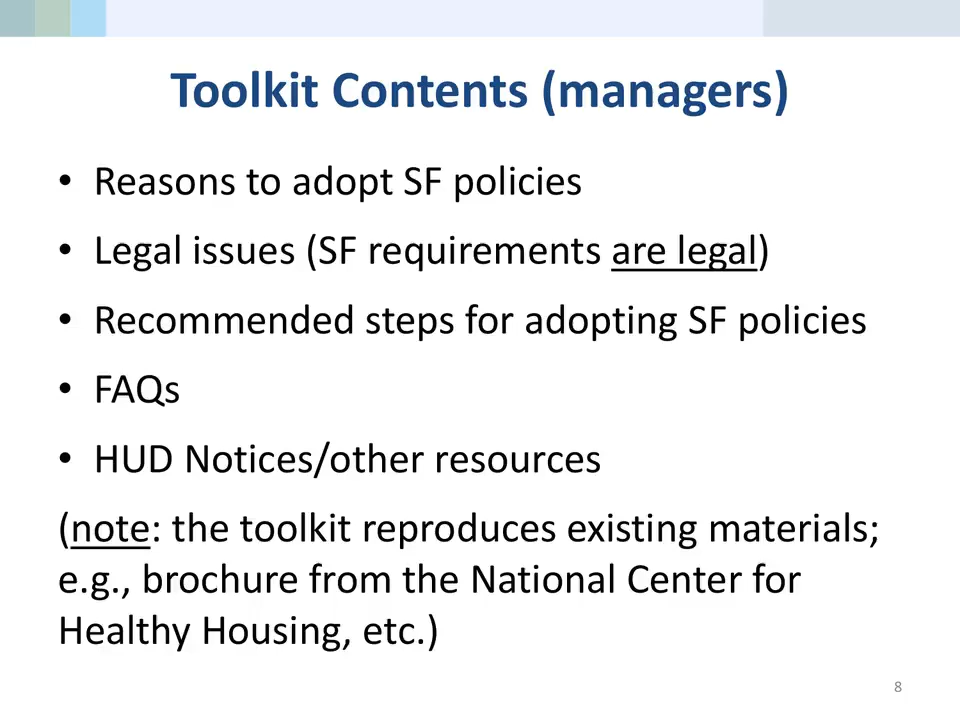 Toolkit Contents (managers)
• Reasons to adopt SF policies
• Legal issues (SF requirements are legal)
• Recommended steps for adopting SF policies
• FAQs
• HUD Notices/other resources
(note: the toolkit reproduces existing materials;
e.g., brochure from the National Center for
Healthy Housing, etc.)
8